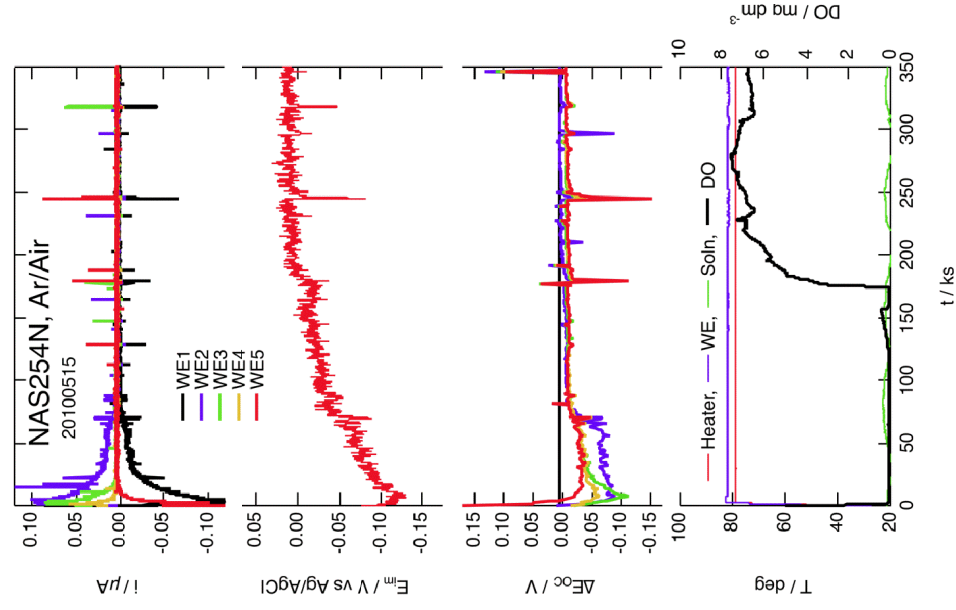 NAS254N, Ar/Air
20100515
0.10
0.05
0.00
-0.05
-0.10
i / µA
WE1
WE2
WE3
WE4
WE5
0.05
0.00
-0.05
-0.10
-0.15
E_im / V vs Ag/AgCl
0.15
0.10
0.05
0.00
-0.05
-0.10
-0.15
ΔE_OC / V
100
80
60
40
20
T / deg
Heater, WE, Soln, DO
10
8
6
4
2
0
DO / mg dm⁻³
0 50 100 150 200 250 300 350
t / ks